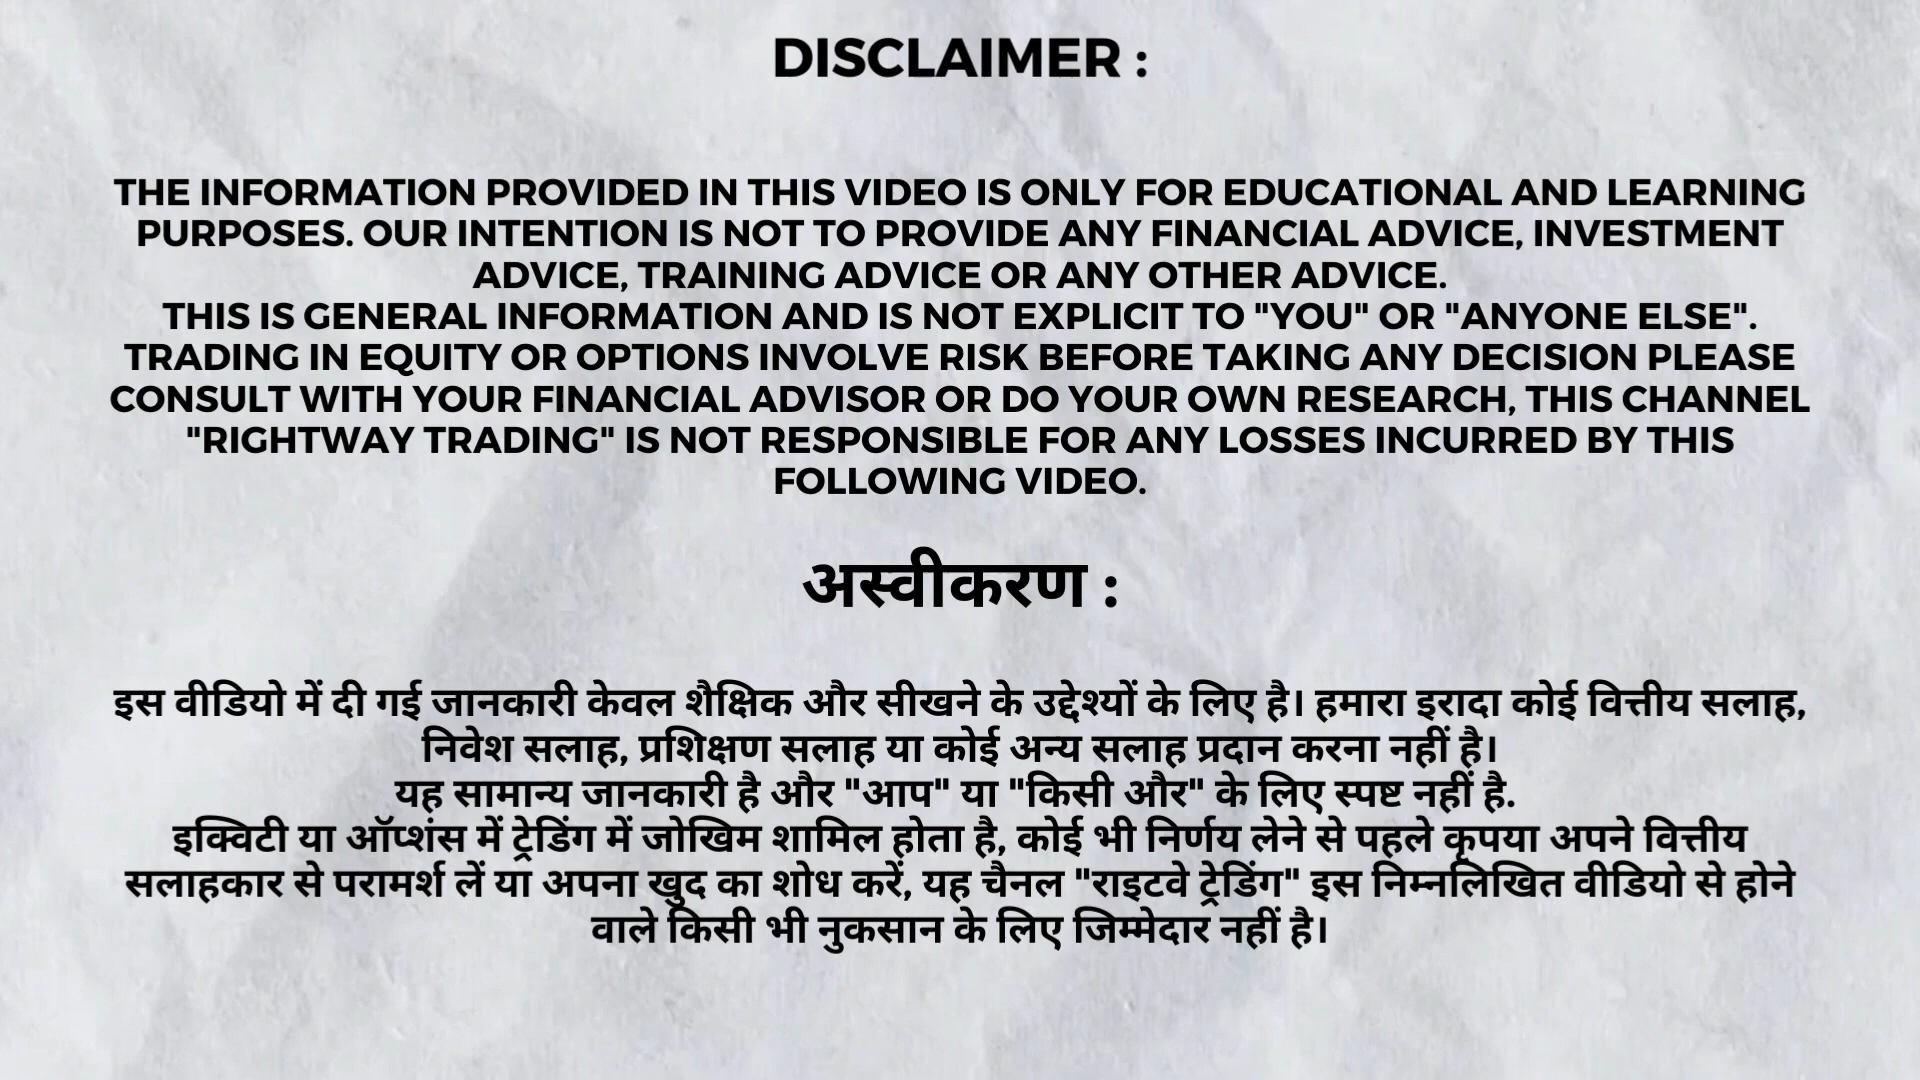 DISCLAIMER :
THE INFORMATION PROVIDED IN THIS VIDEO IS ONLY FOR EDUCATIONAL AND LEARNING
PURPOSES. OUR INTENTION IS NOT TO PROVIDE ANY FINANCIAL ADVICE, INVESTMENT
ADVICE, TRAINING ADVICE OR ANY OTHER ADVICE.
THIS IS GENERAL INFORMATION AND IS NOT EXPLICIT TO "YOU" OR "ANYONE ELSE".
TRADING IN EQUITY OR OPTIONS INVOLVE RISK BEFORE TAKING ANY DECISION PLEASE
CONSULT WITH YOUR FINANCIAL ADVISOR OR DO YOUR OWN RESEARCH, THIS CHANNEL
"RIGHTWAY TRADING" IS NOT RESPONSIBLE FOR ANY LOSSES INCURRED BY THIS
FOLLOWING VIDEO.
अस्वीकरण :
इस वीडियो में दी गई जानकारी केवल शैक्षिक और सीखने के उद्देश्यों के लिए है। हमारा इरादा कोई वित्तीय सलाह,
निवेश सलाह, प्रशिक्षण सलाह या कोई अन्य सलाह प्रदान करना नहीं है।
यह सामान्य जानकारी है और "आप" या "किसी और" के लिए स्पष्ट नहीं है.
इक्विटी या ऑप्शंस में ट्रेडिंग में जोखिम शामिल होता है, कोई भी निर्णय लेने से पहले कृपया अपने वित्तीय
सलाहकार से परामर्श लें या अपना खुद का शोध करें, यह चैनल "राइटवे ट्रेडिंग" इस निम्नलिखित वीडियो से होने
वाले किसी भी नुकसान के लिए जिम्मेदार नहीं है।